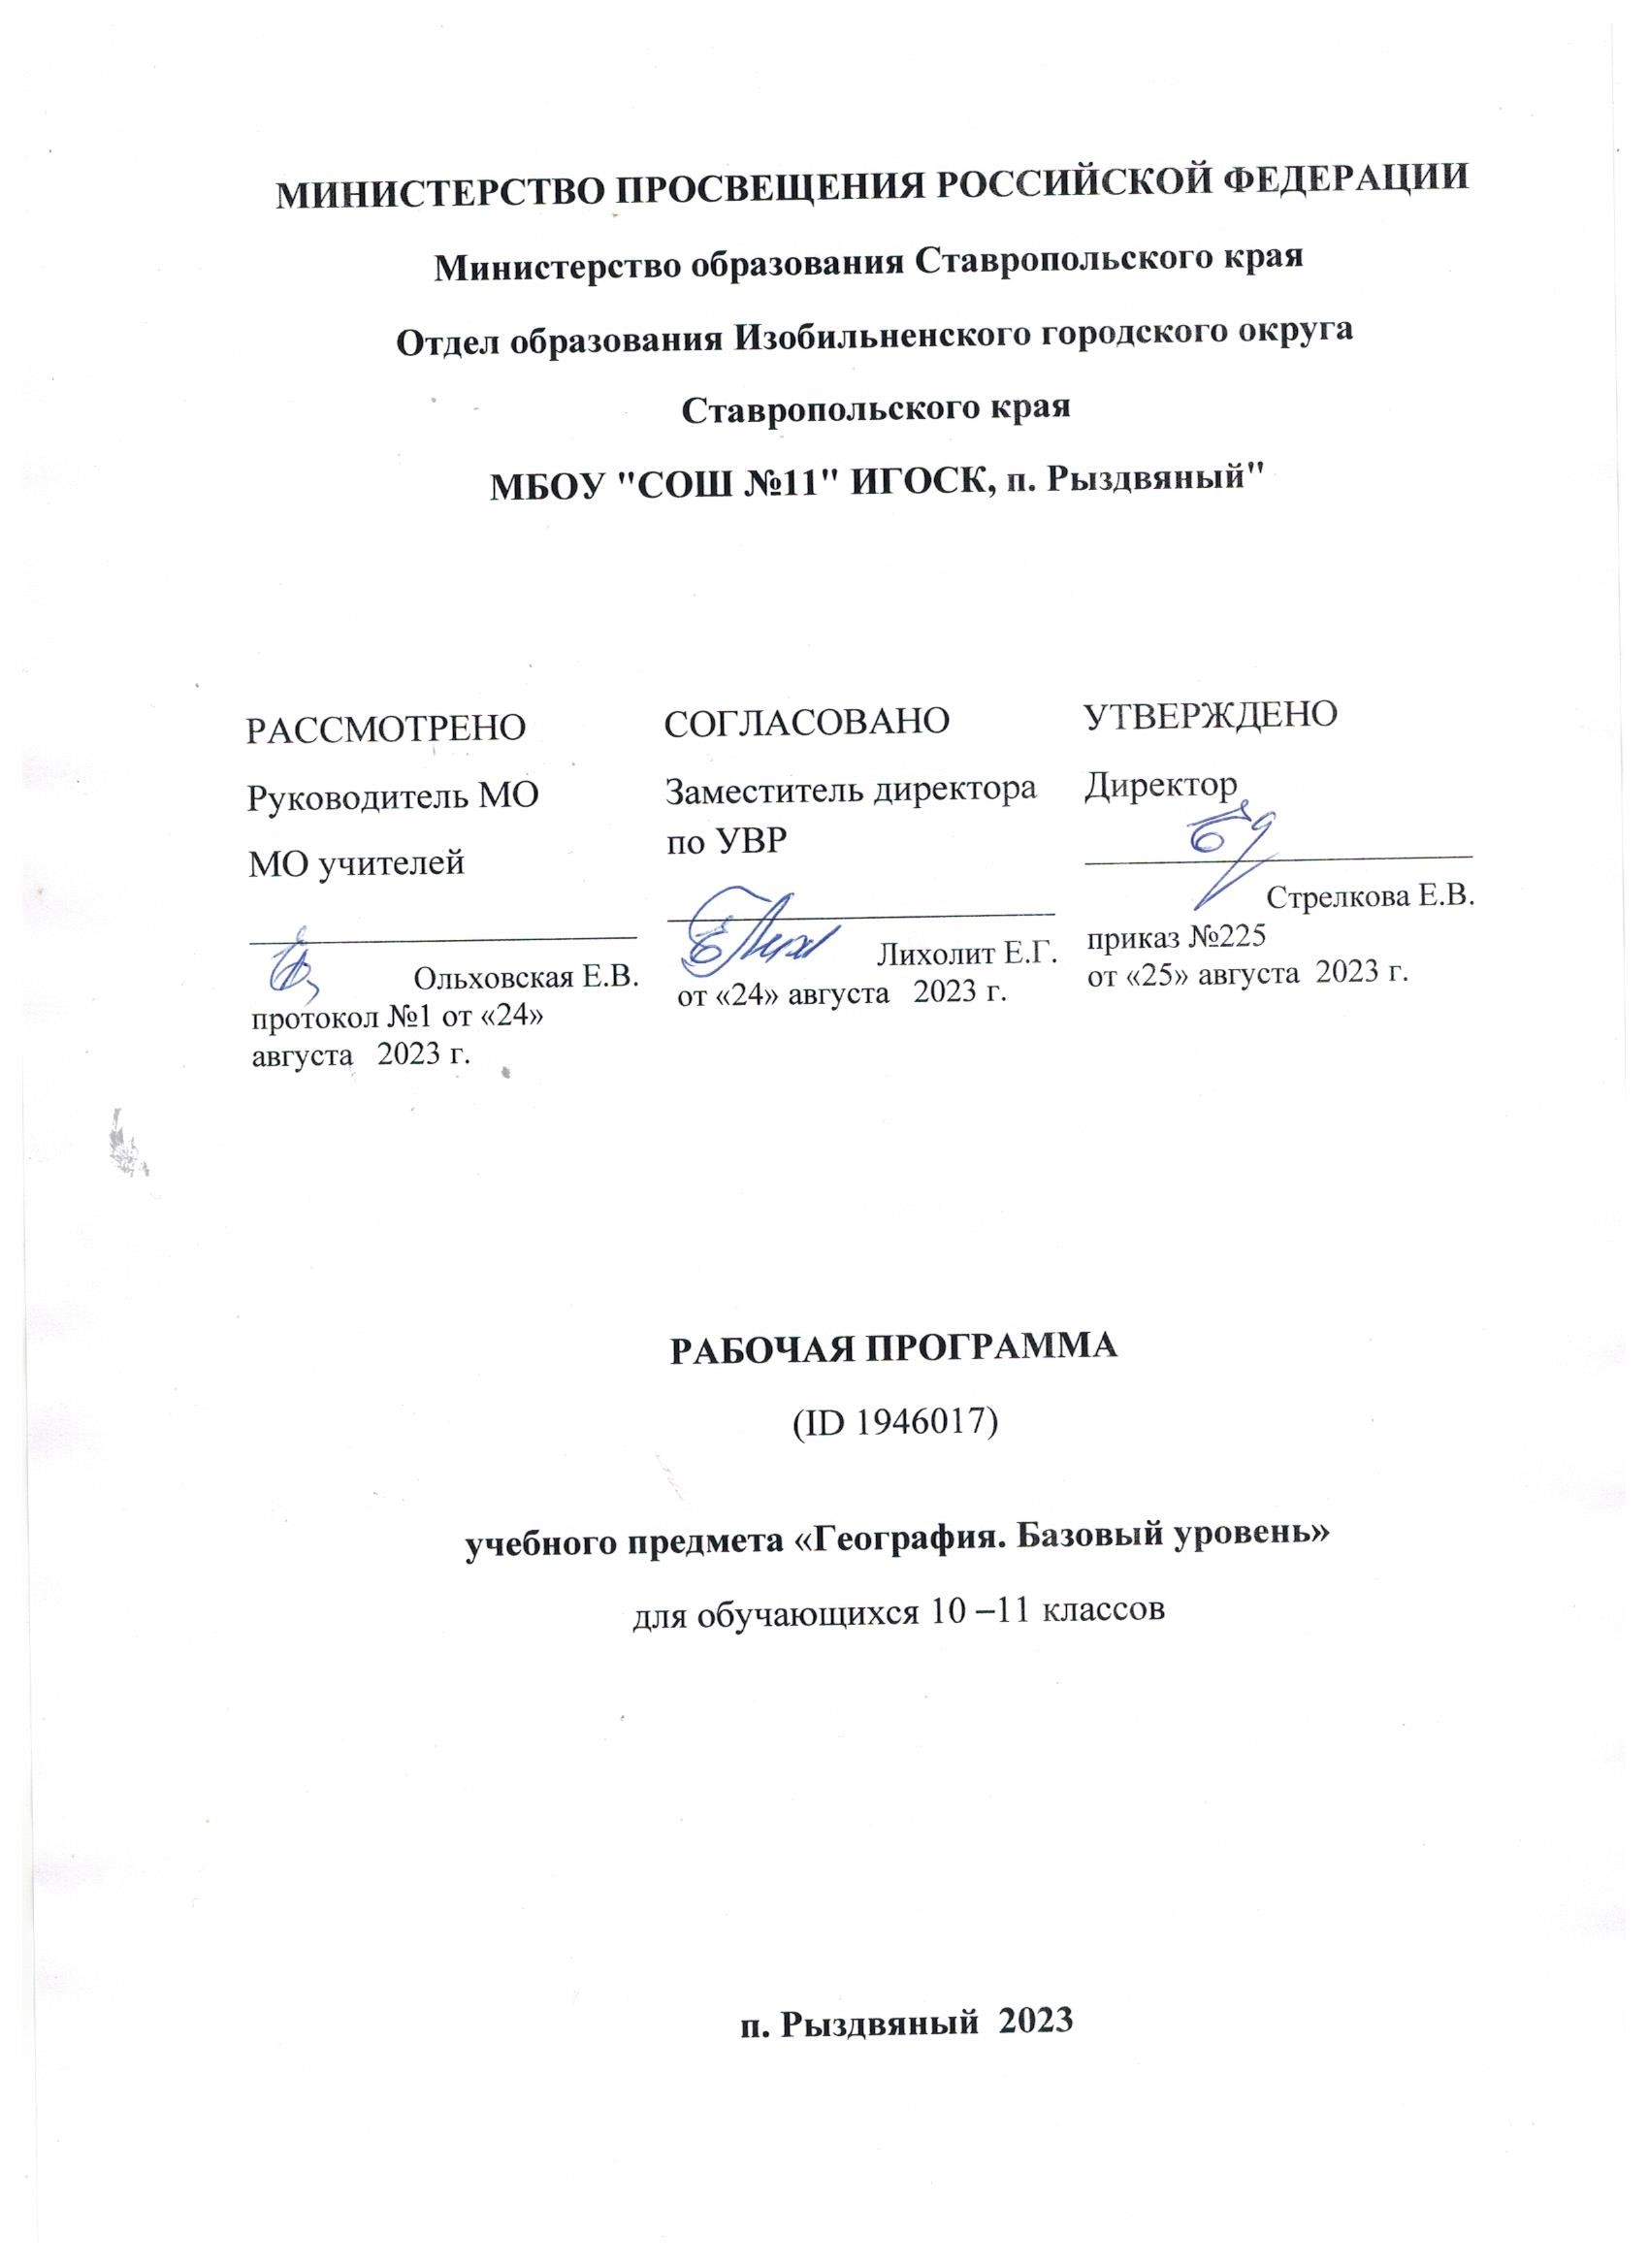 МИНИСТЕРСТВО ПРОСВЕЩЕНИЯ РОССИЙСКОЙ ФЕДЕРАЦИИ
Министерство образования Ставропольского края
Отдел образования Изобильненского городского округа
Ставропольского края
МБОУ "СОШ №11" ИГОСК, п. Рыздвяный"
РАССМОТРЕНО
Руководитель МО
МО учителей
Ольховская Е.В.
протокол №1 от «24»
августа 2023 г.
СОГЛАСОВАНО
Заместитель директора
по УВР
Лихолит Е.Г.
от «24» августа 2023 г.
УТВЕРЖДЕНО
Директор
Стрелкова Е.В.
приказ №225
от «25» августа 2023 г.
РАБОЧАЯ ПРОГРАММА
(ID 1946017)
учебного предмета «География. Базовый уровень»
для обучающихся 10 –11 классов
п. Рыздвяный 2023